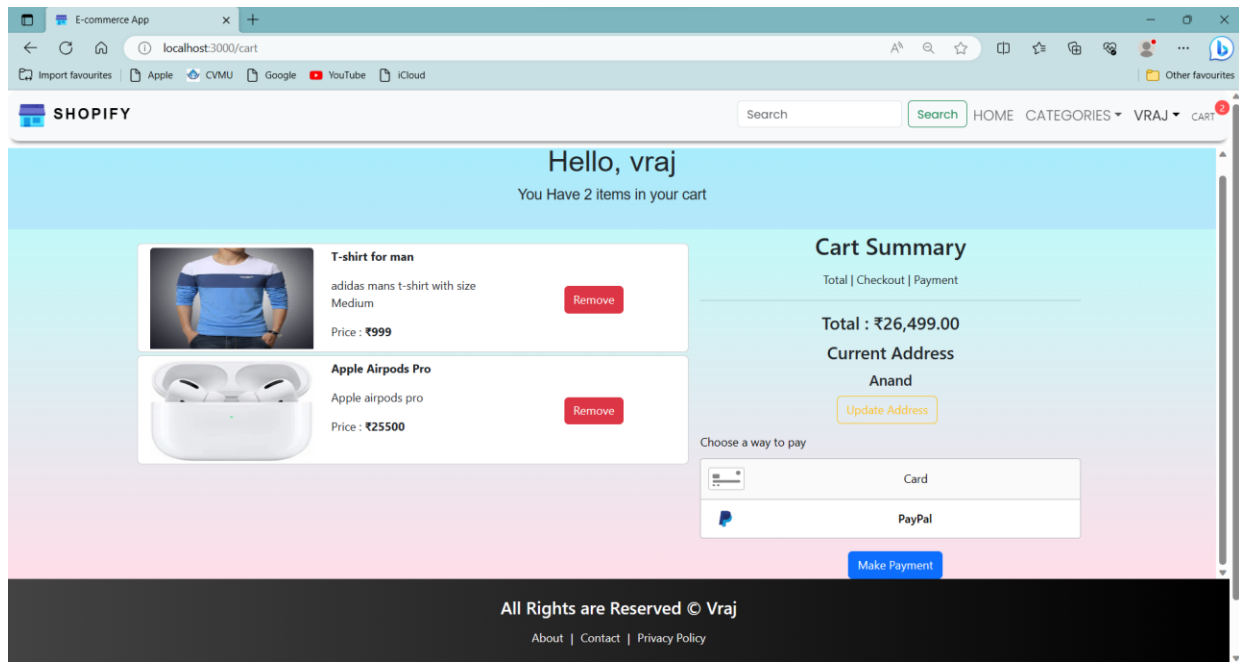 E-commerce App
localhost:3000/cart
Import favourites Apple CVMU Google YouTube iCloud Other favourites
SHOPIFY Search Search HOME CATEGORIES VRAJ CART 2
Hello, vraj
You Have 2 items in your cart
T-shirt for man
adidas mans t-shirt with size
Medium
Price : ₹999
Remove
Apple Airpods Pro
Apple airpods pro
Price : ₹25500
Remove
Cart Summary
Total | Checkout | Payment
Total : ₹26,499.00
Current Address
Anand
Update Address
Choose a way to pay
Card
PayPal
Make Payment
All Rights are Reserved © Vraj
About | Contact | Privacy Policy